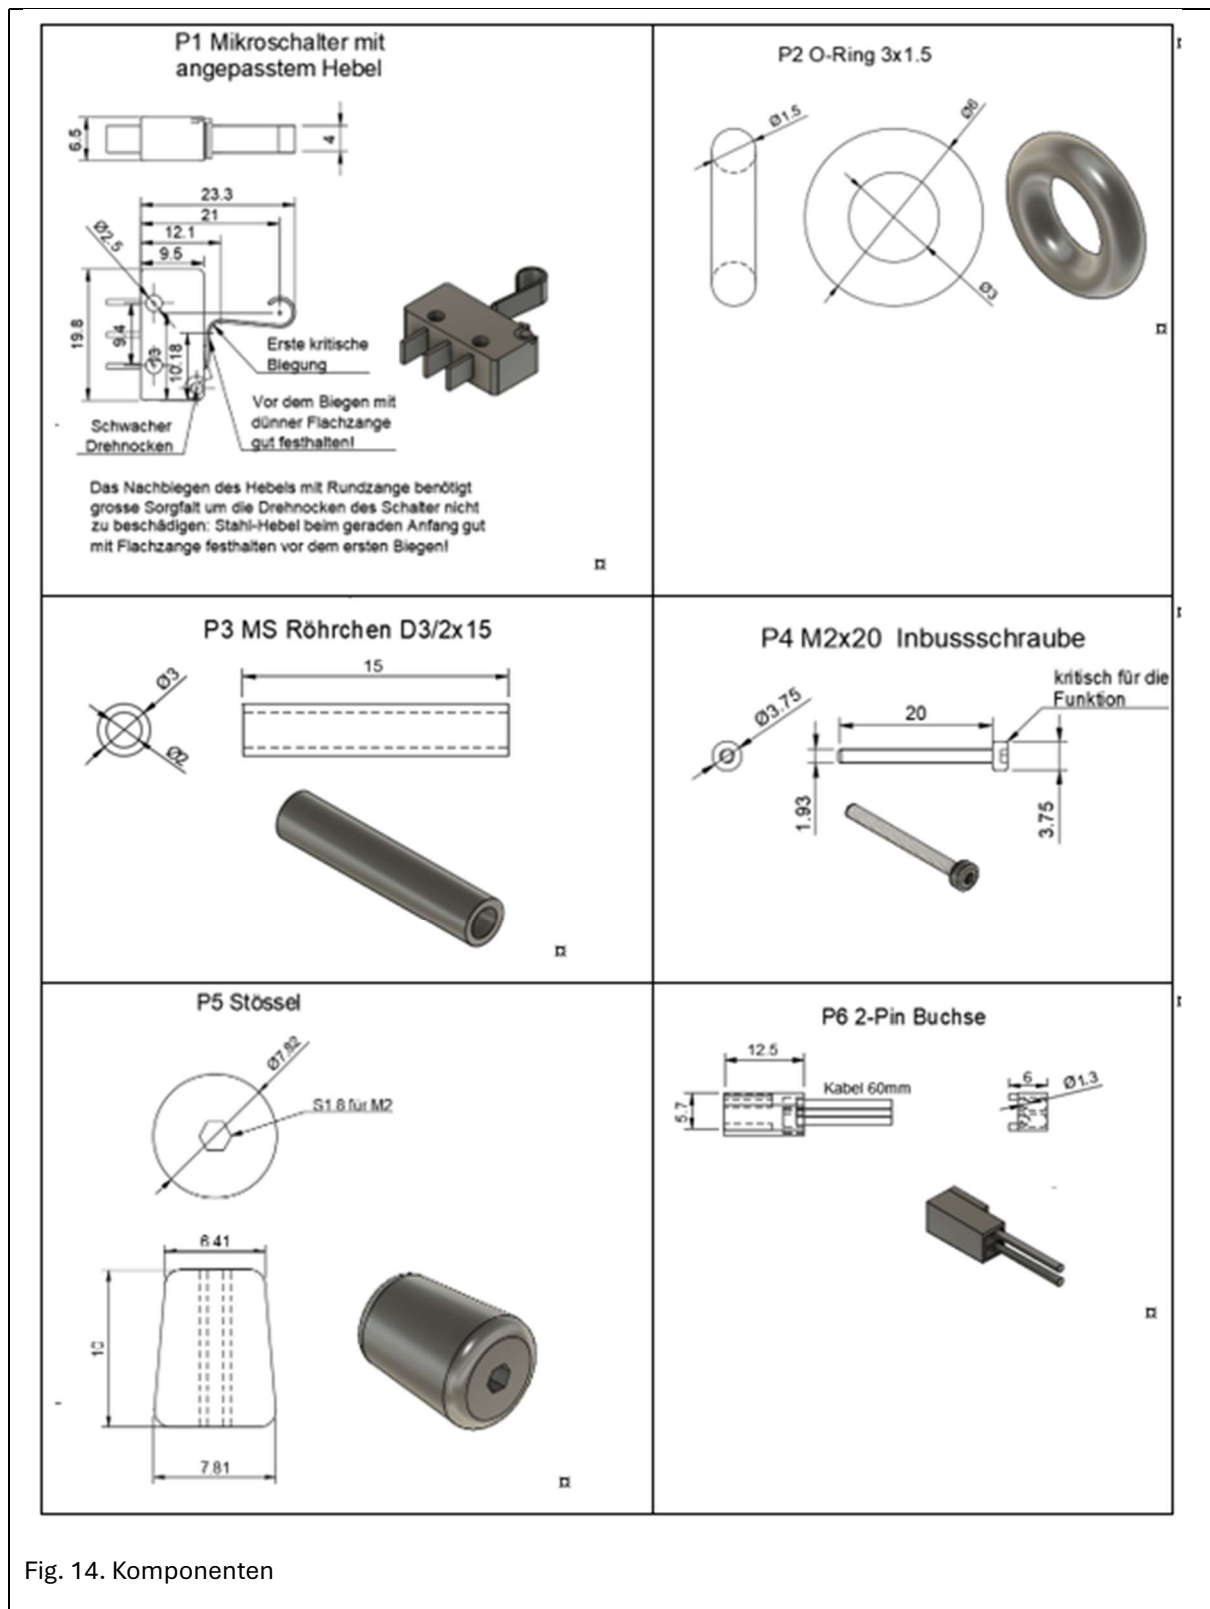 P1 Mikroschalter mit
angepasstem Hebel
6.5
4
23.3
21
12.1
9.5
Ø2.5
19.8
9.4
13
10.18
Erste kritische
Biegung
Vor dem Biegen mit
dünner Flachzange
gut festhalten!
Schwacher
Drehnocken
Das Nachbiegen des Hebels mit Rundzange benötigt
grosse Sorgfalt um die Drehnocken des Schalter nicht
zu beschädigen: Stahl-Hebel beim geraden Anfang gut
mit Flachzange festhalten vor dem ersten Biegen!
¤
P2 O-Ring 3x1.5
Ø1.5
Ø6
Ø3
¤
P3 MS Röhrchen D3/2x15
Ø3
Ø2
15
¤
P4 M2x20 Inbussschraube
kritisch für die
Funktion
Ø3.75
20
1.93
3.75
P5 Stössel
Ø7.82
S1.8 für M2
6.41
10
7.81
¤
P6 2-Pin Buchse
12.5
Kabel 60mm
5.7
6
Ø1.3
¤
Fig. 14. Komponenten